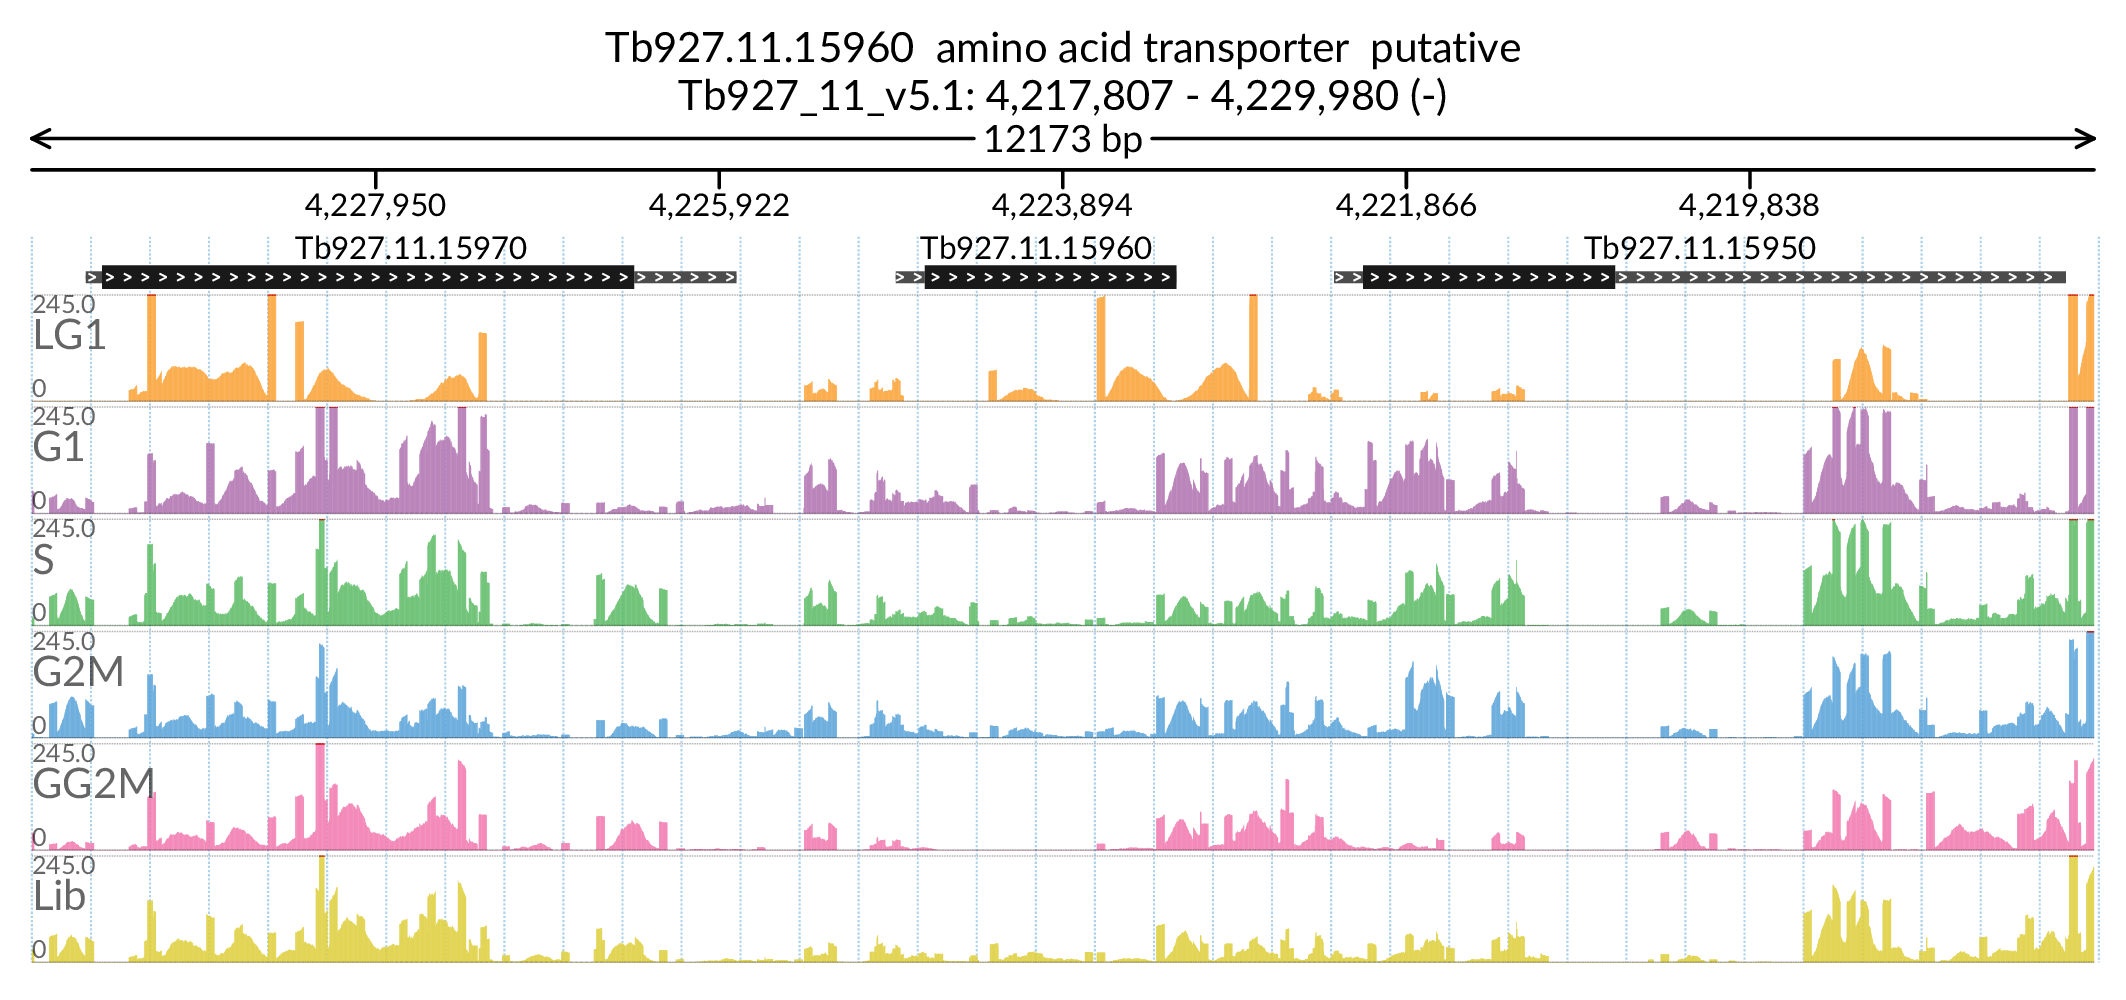 Tb927.11.15960  amino acid transporter  putative
Tb927_11_v5.1: 4,217,807 - 4,229,980 (-)
12173 bp
4,227,950 4,225,922 4,223,894 4,221,866 4,219,838
Tb927.11.15970 Tb927.11.15960 Tb927.11.15950
245.0
LG1
0
245.0
G1
0
245.0
S
0
245.0
G2M
0
245.0
GG2M
0
245.0
Lib
0